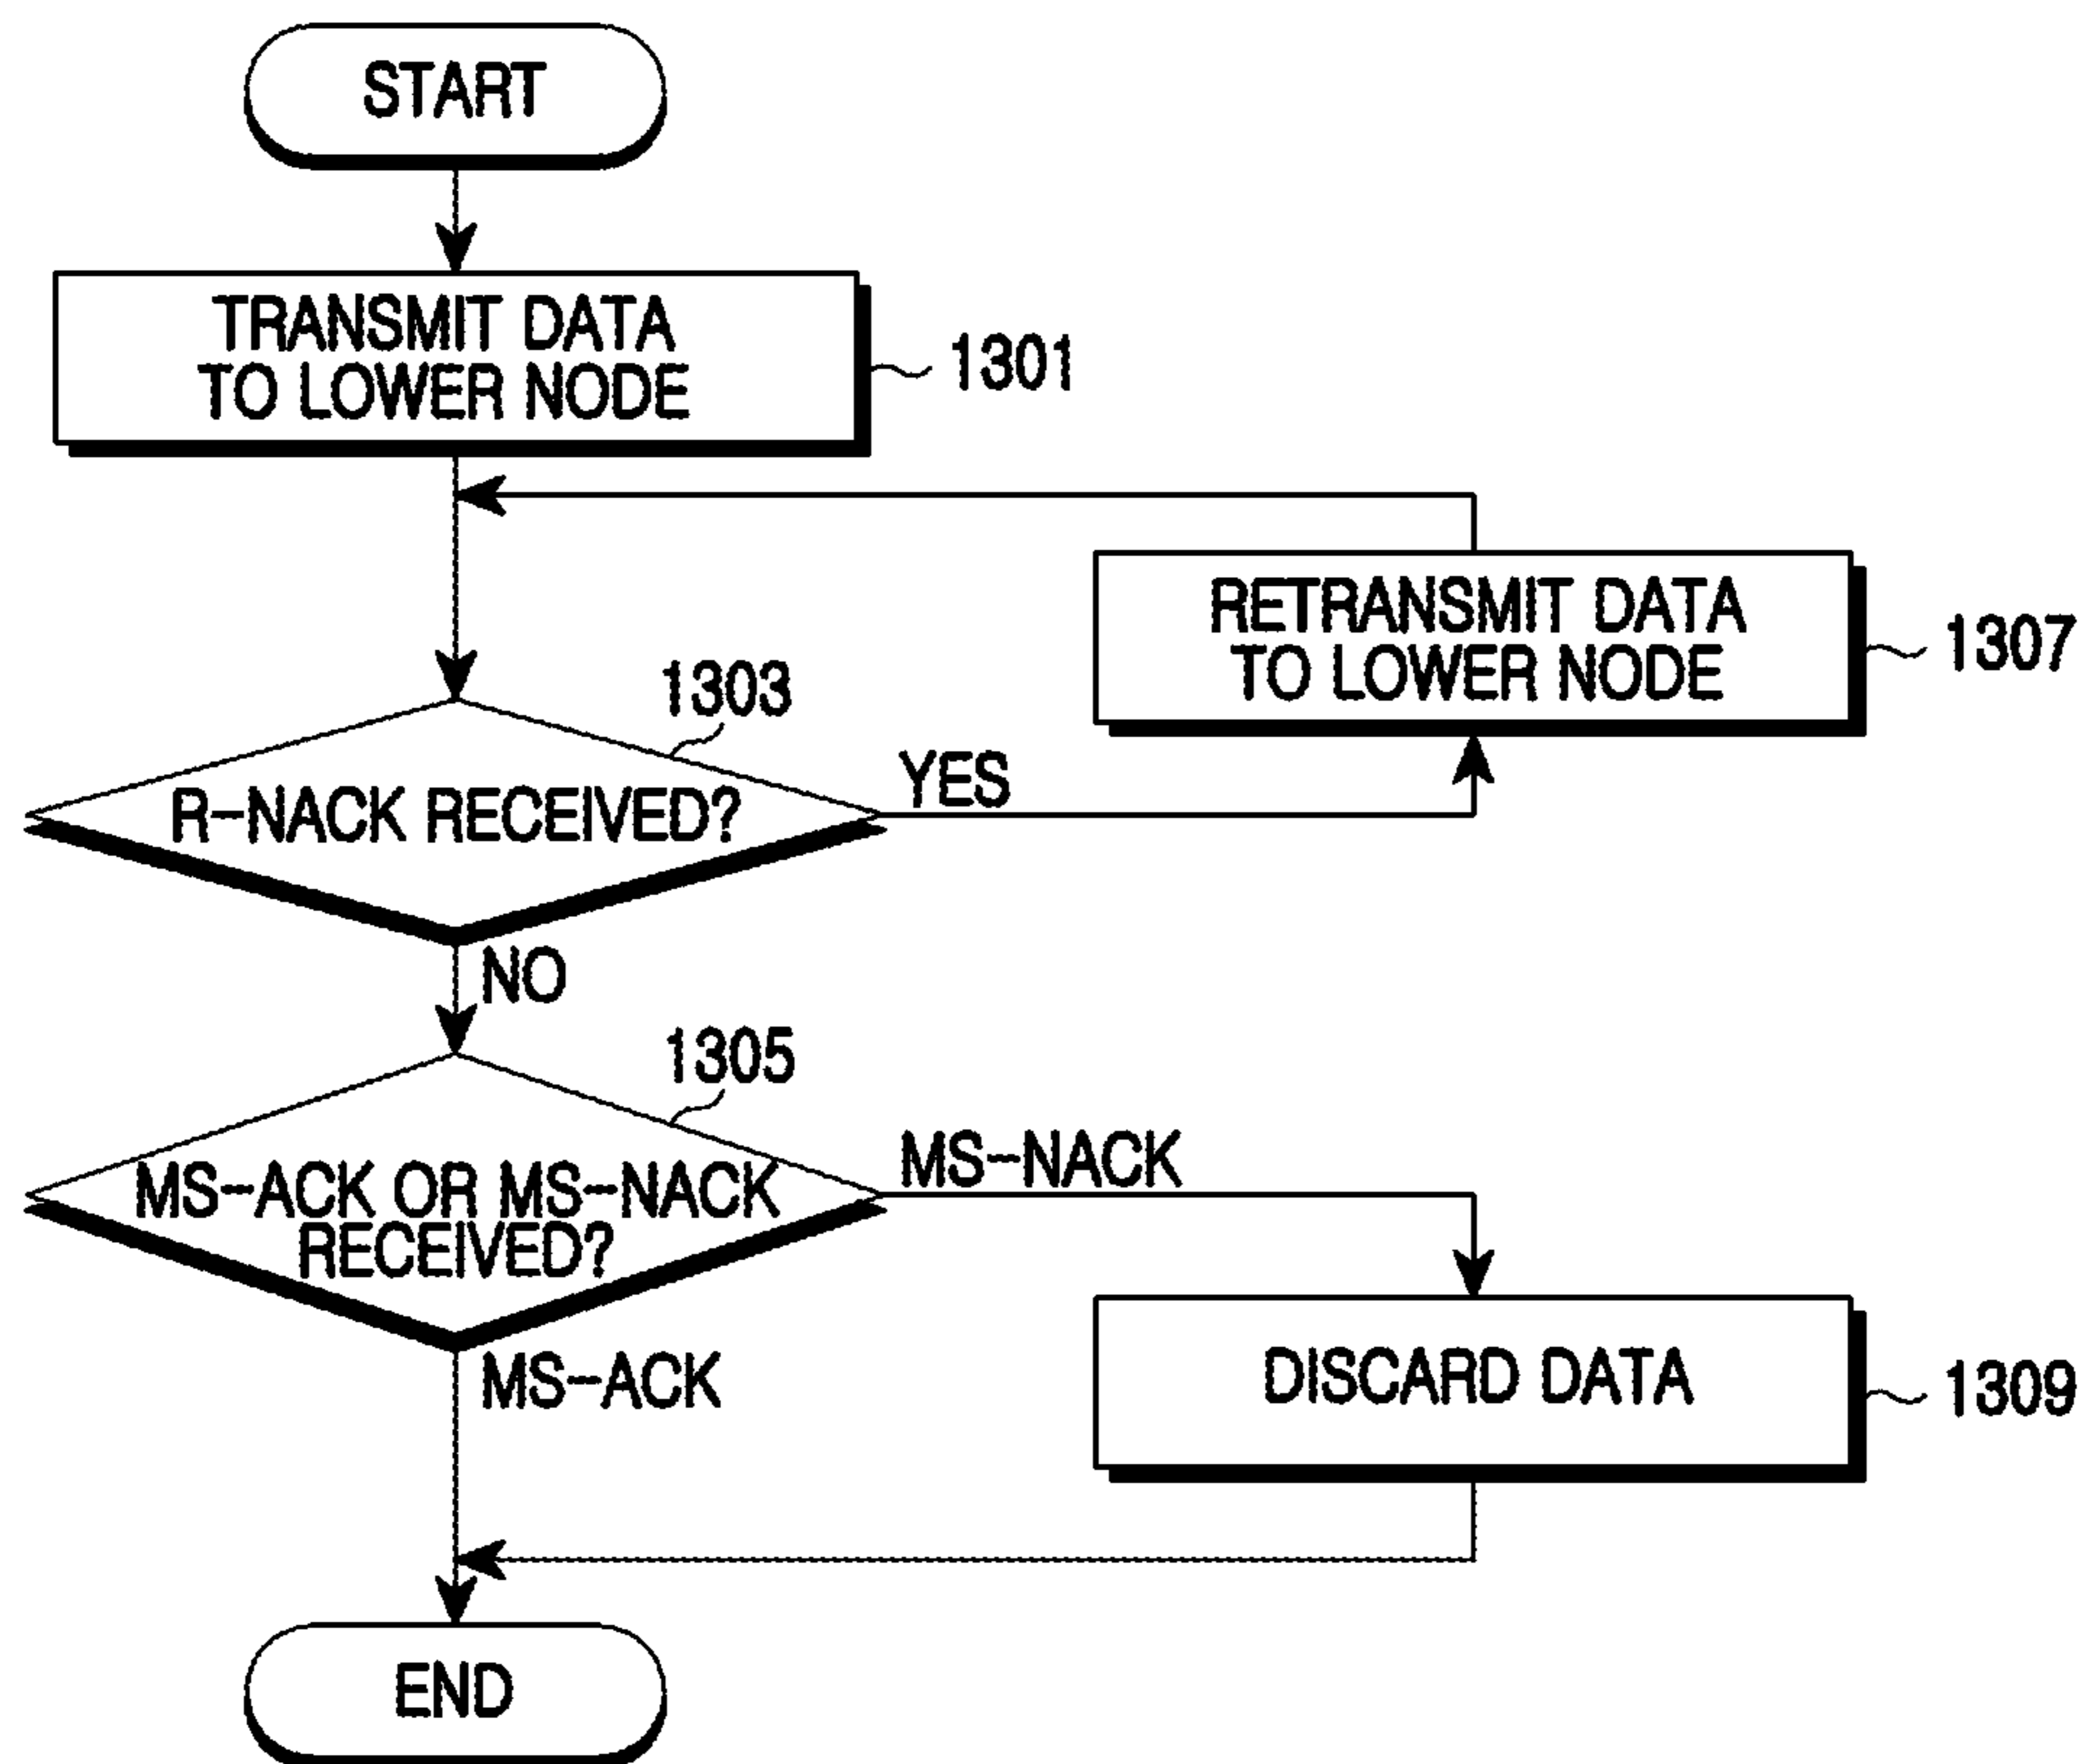 START
TRANSMIT DATA
TO LOWER NODE
1301
RETRANSMIT DATA
TO LOWER NODE
1307
1303
R-NACK RECEIVED?
YES
NO
1305
MS-ACK OR MS-NACK
RECEIVED?
MS-NACK
MS-ACK
DISCARD DATA
1309
END